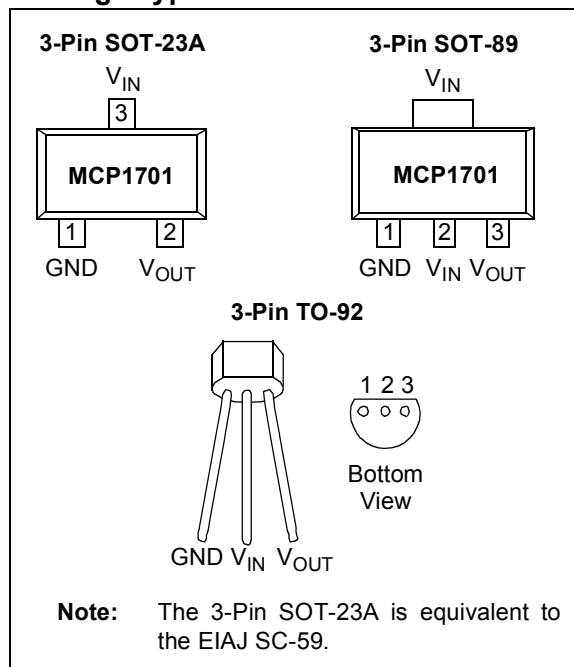 3-Pin SOT-23A
VIN
3
MCP1701
1 2
GND VOUT
3-Pin SOT-89
VIN
MCP1701
1 2 3
GND VIN VOUT
3-Pin TO-92
GND VIN VOUT
1 2 3
Bottom
View
Note: The 3-Pin SOT-23A is equivalent to
the EIAJ SC-59.